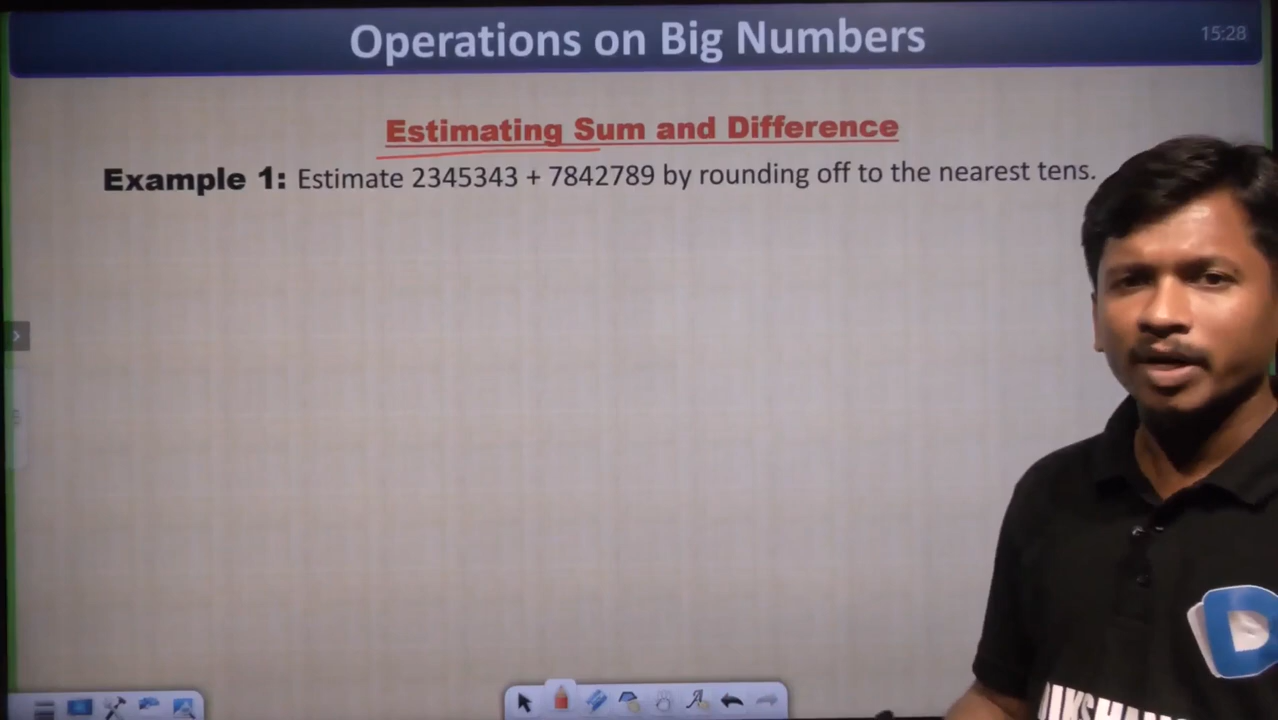 Operations on Big Numbers
15:28
Estimating Sum and Difference
Example 1: Estimate 2345343 + 7842789 by rounding off to the nearest tens.
D